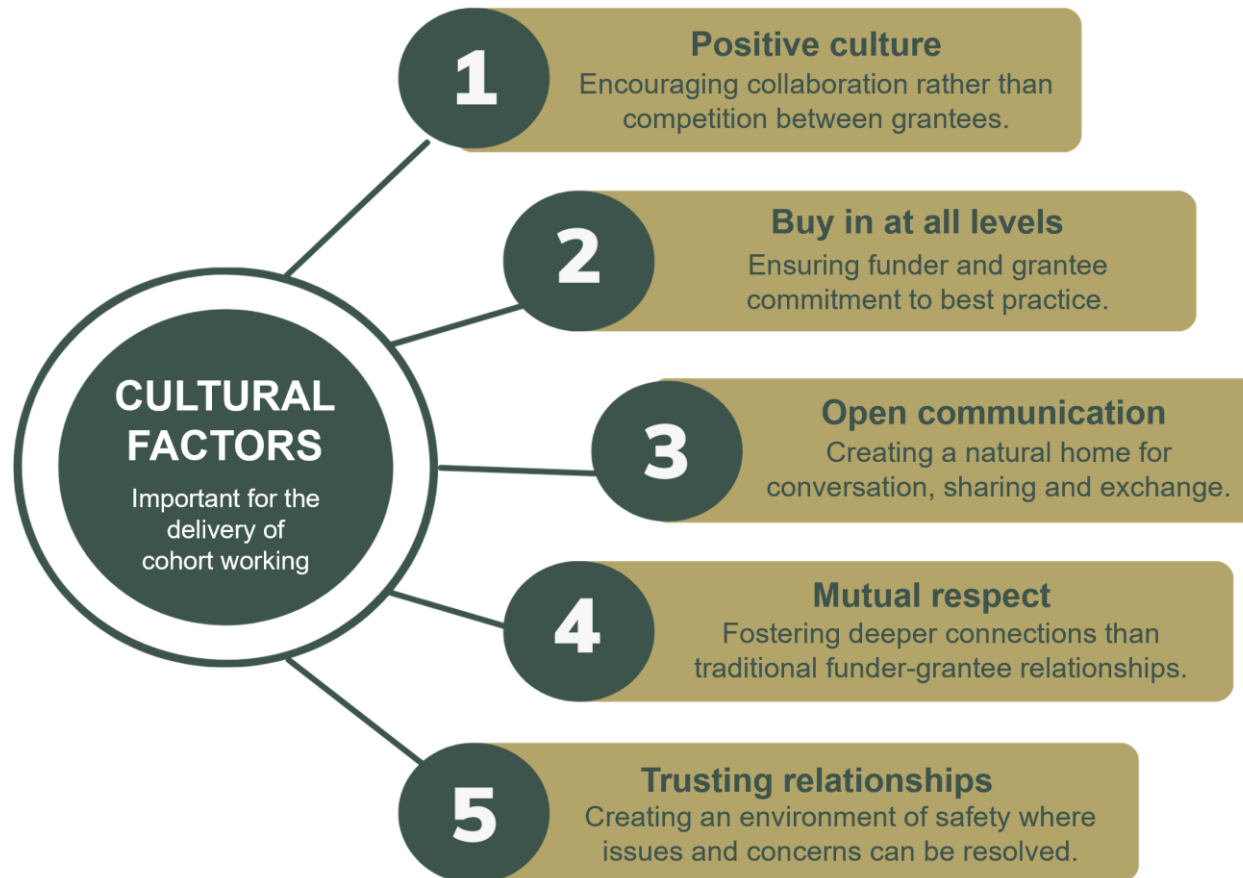 CULTURAL
FACTORS
Important for the
delivery of
cohort working
1
Positive culture
Encouraging collaboration rather than
competition between grantees.
2
Buy in at all levels
Ensuring funder and grantee
commitment to best practice.
3
Open communication
Creating a natural home for
conversation, sharing and exchange.
4
Mutual respect
Fostering deeper connections than
traditional funder-grantee relationships.
5
Trusting relationships
Creating an environment of safety where
issues and concerns can be resolved.